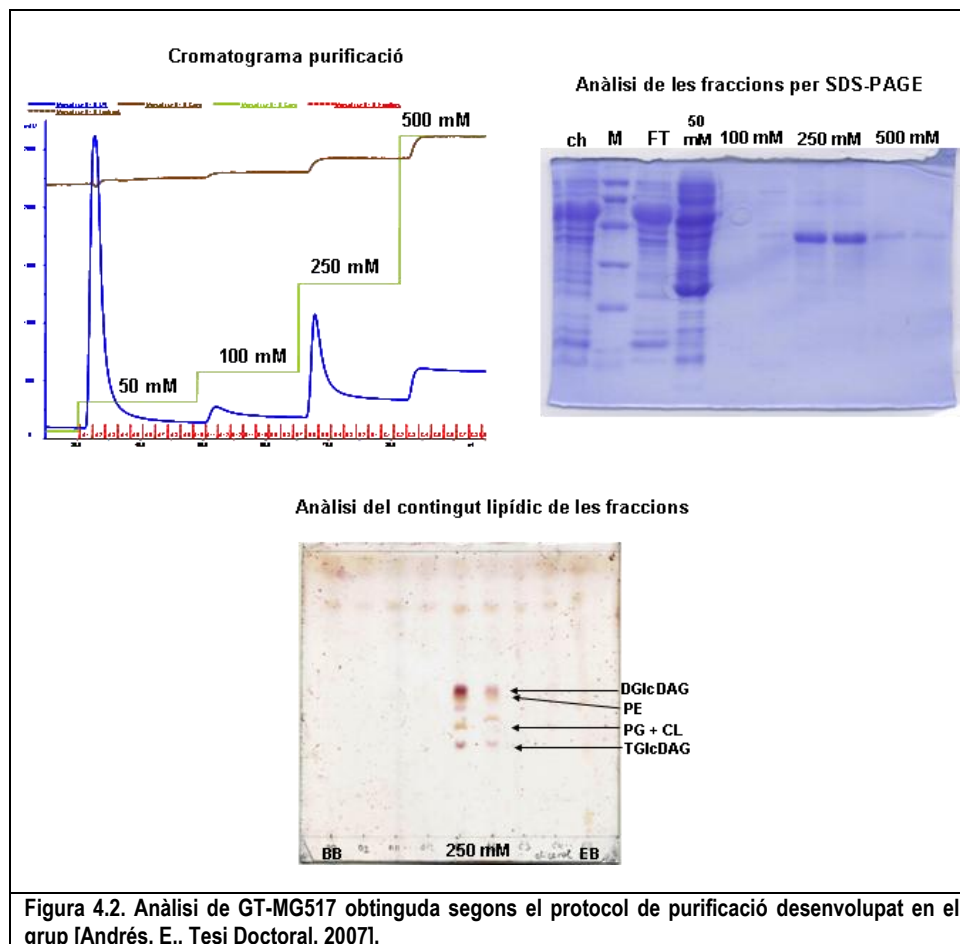 Cromatograma purificació
500 mM
250 mM
100 mM
50 mM
Anàlisi de les fraccions per SDS-PAGE
ch M FT 50 mM 100 mM 250 mM 500 mM
Anàlisi del contingut lipídic de les fraccions
DGlcDAG
PE
PG + CL
TGlcDAG
BB 250 mM EB
Figura 4.2. Anàlisi de GT-MG517 obtinguda segons el protocol de purificació desenvolupat en el
grup [Andrés, E., Tesi Doctoral, 2007].